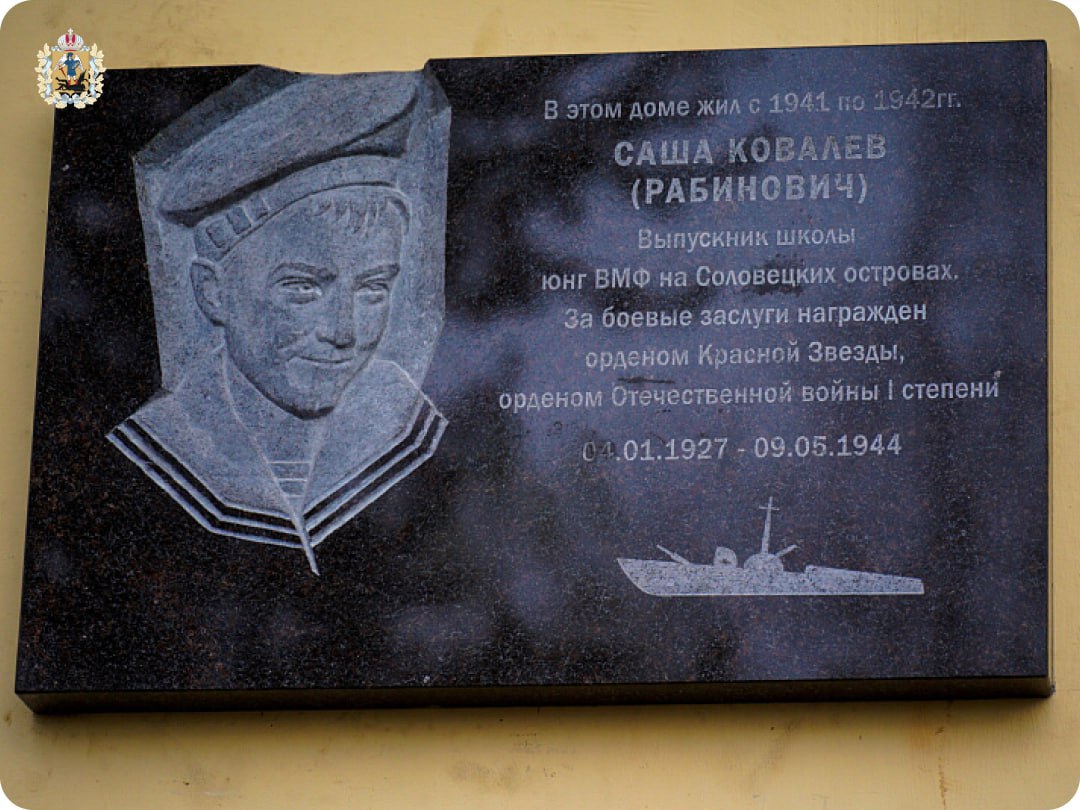 В этом доме жил с 1941 по 1942гг.
САША КОВАЛЕВ
(РАБИНОВИЧ)
Выпускник школы
юнг ВМФ на Соловецких островах.
За боевые заслуги награжден
орденом Красной Звезды,
орденом Отечественной войны I степени
04.01.1927 - 09.05.1944